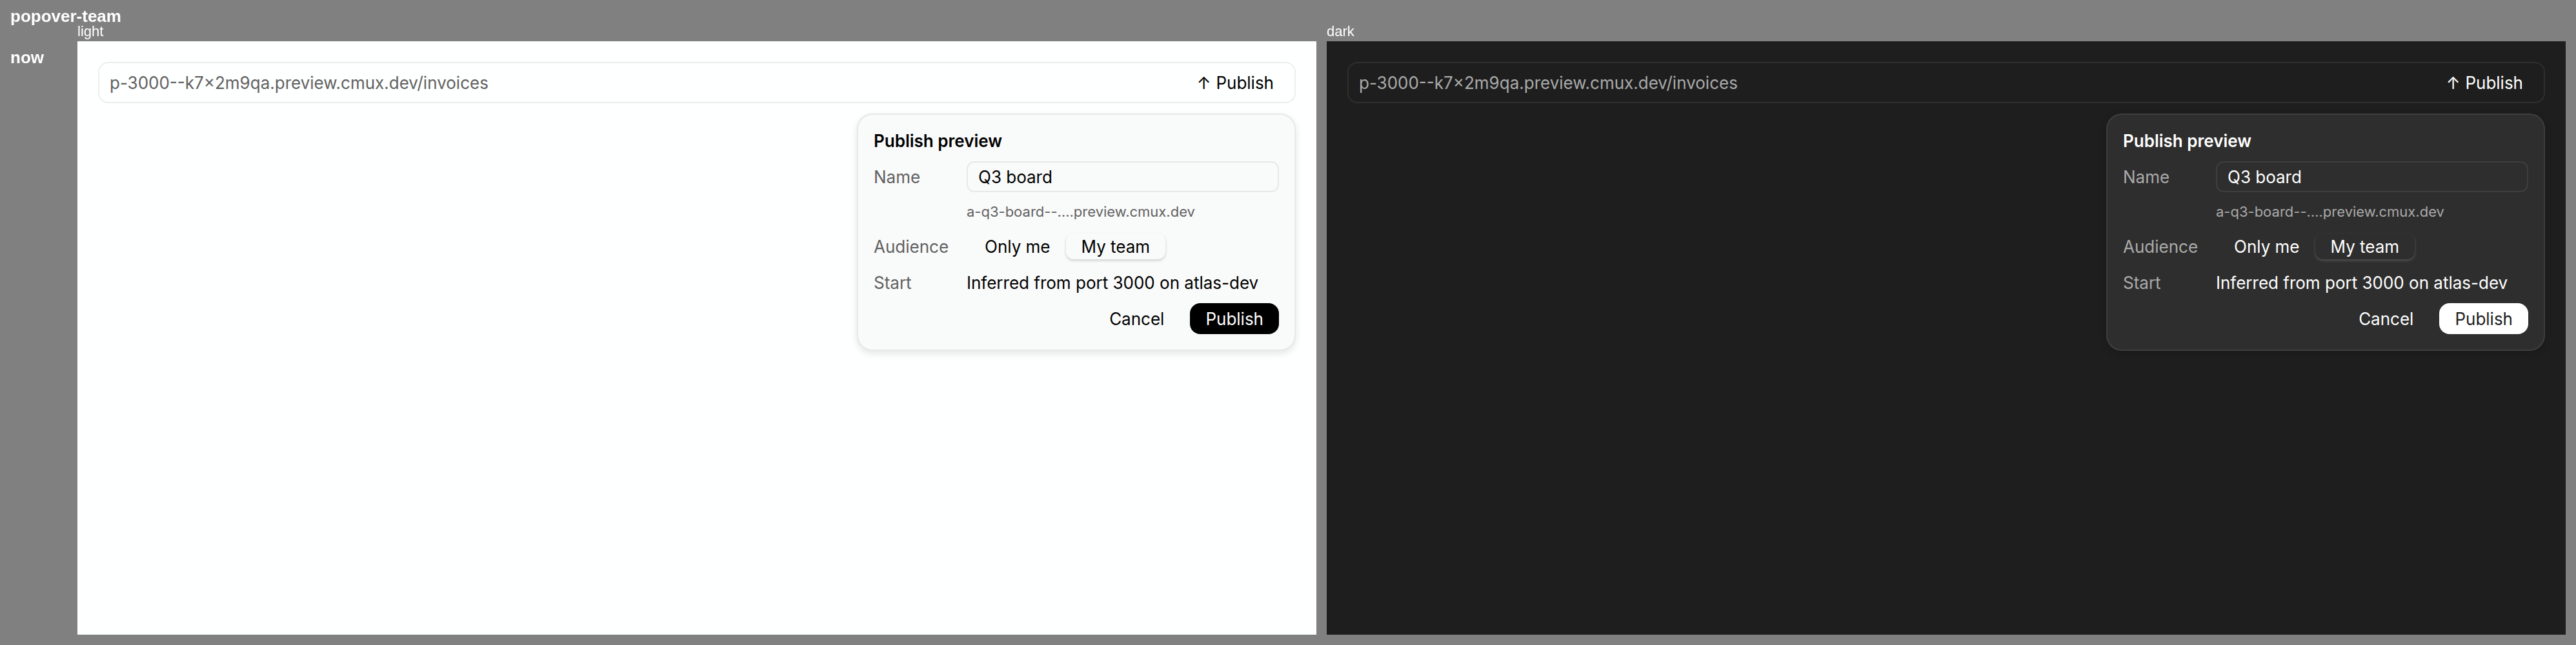 popover-team
light
dark
now
p-3000--k7×2m9qa.preview.cmux.dev/invoices
↑ Publish
Publish preview
Name
Q3 board
a-q3-board--....preview.cmux.dev
Audience
Only me
My team
Start
Inferred from port 3000 on atlas-dev
Cancel
Publish
p-3000--k7×2m9qa.preview.cmux.dev/invoices
↑ Publish
Publish preview
Name
Q3 board
a-q3-board--....preview.cmux.dev
Audience
Only me
My team
Start
Inferred from port 3000 on atlas-dev
Cancel
Publish